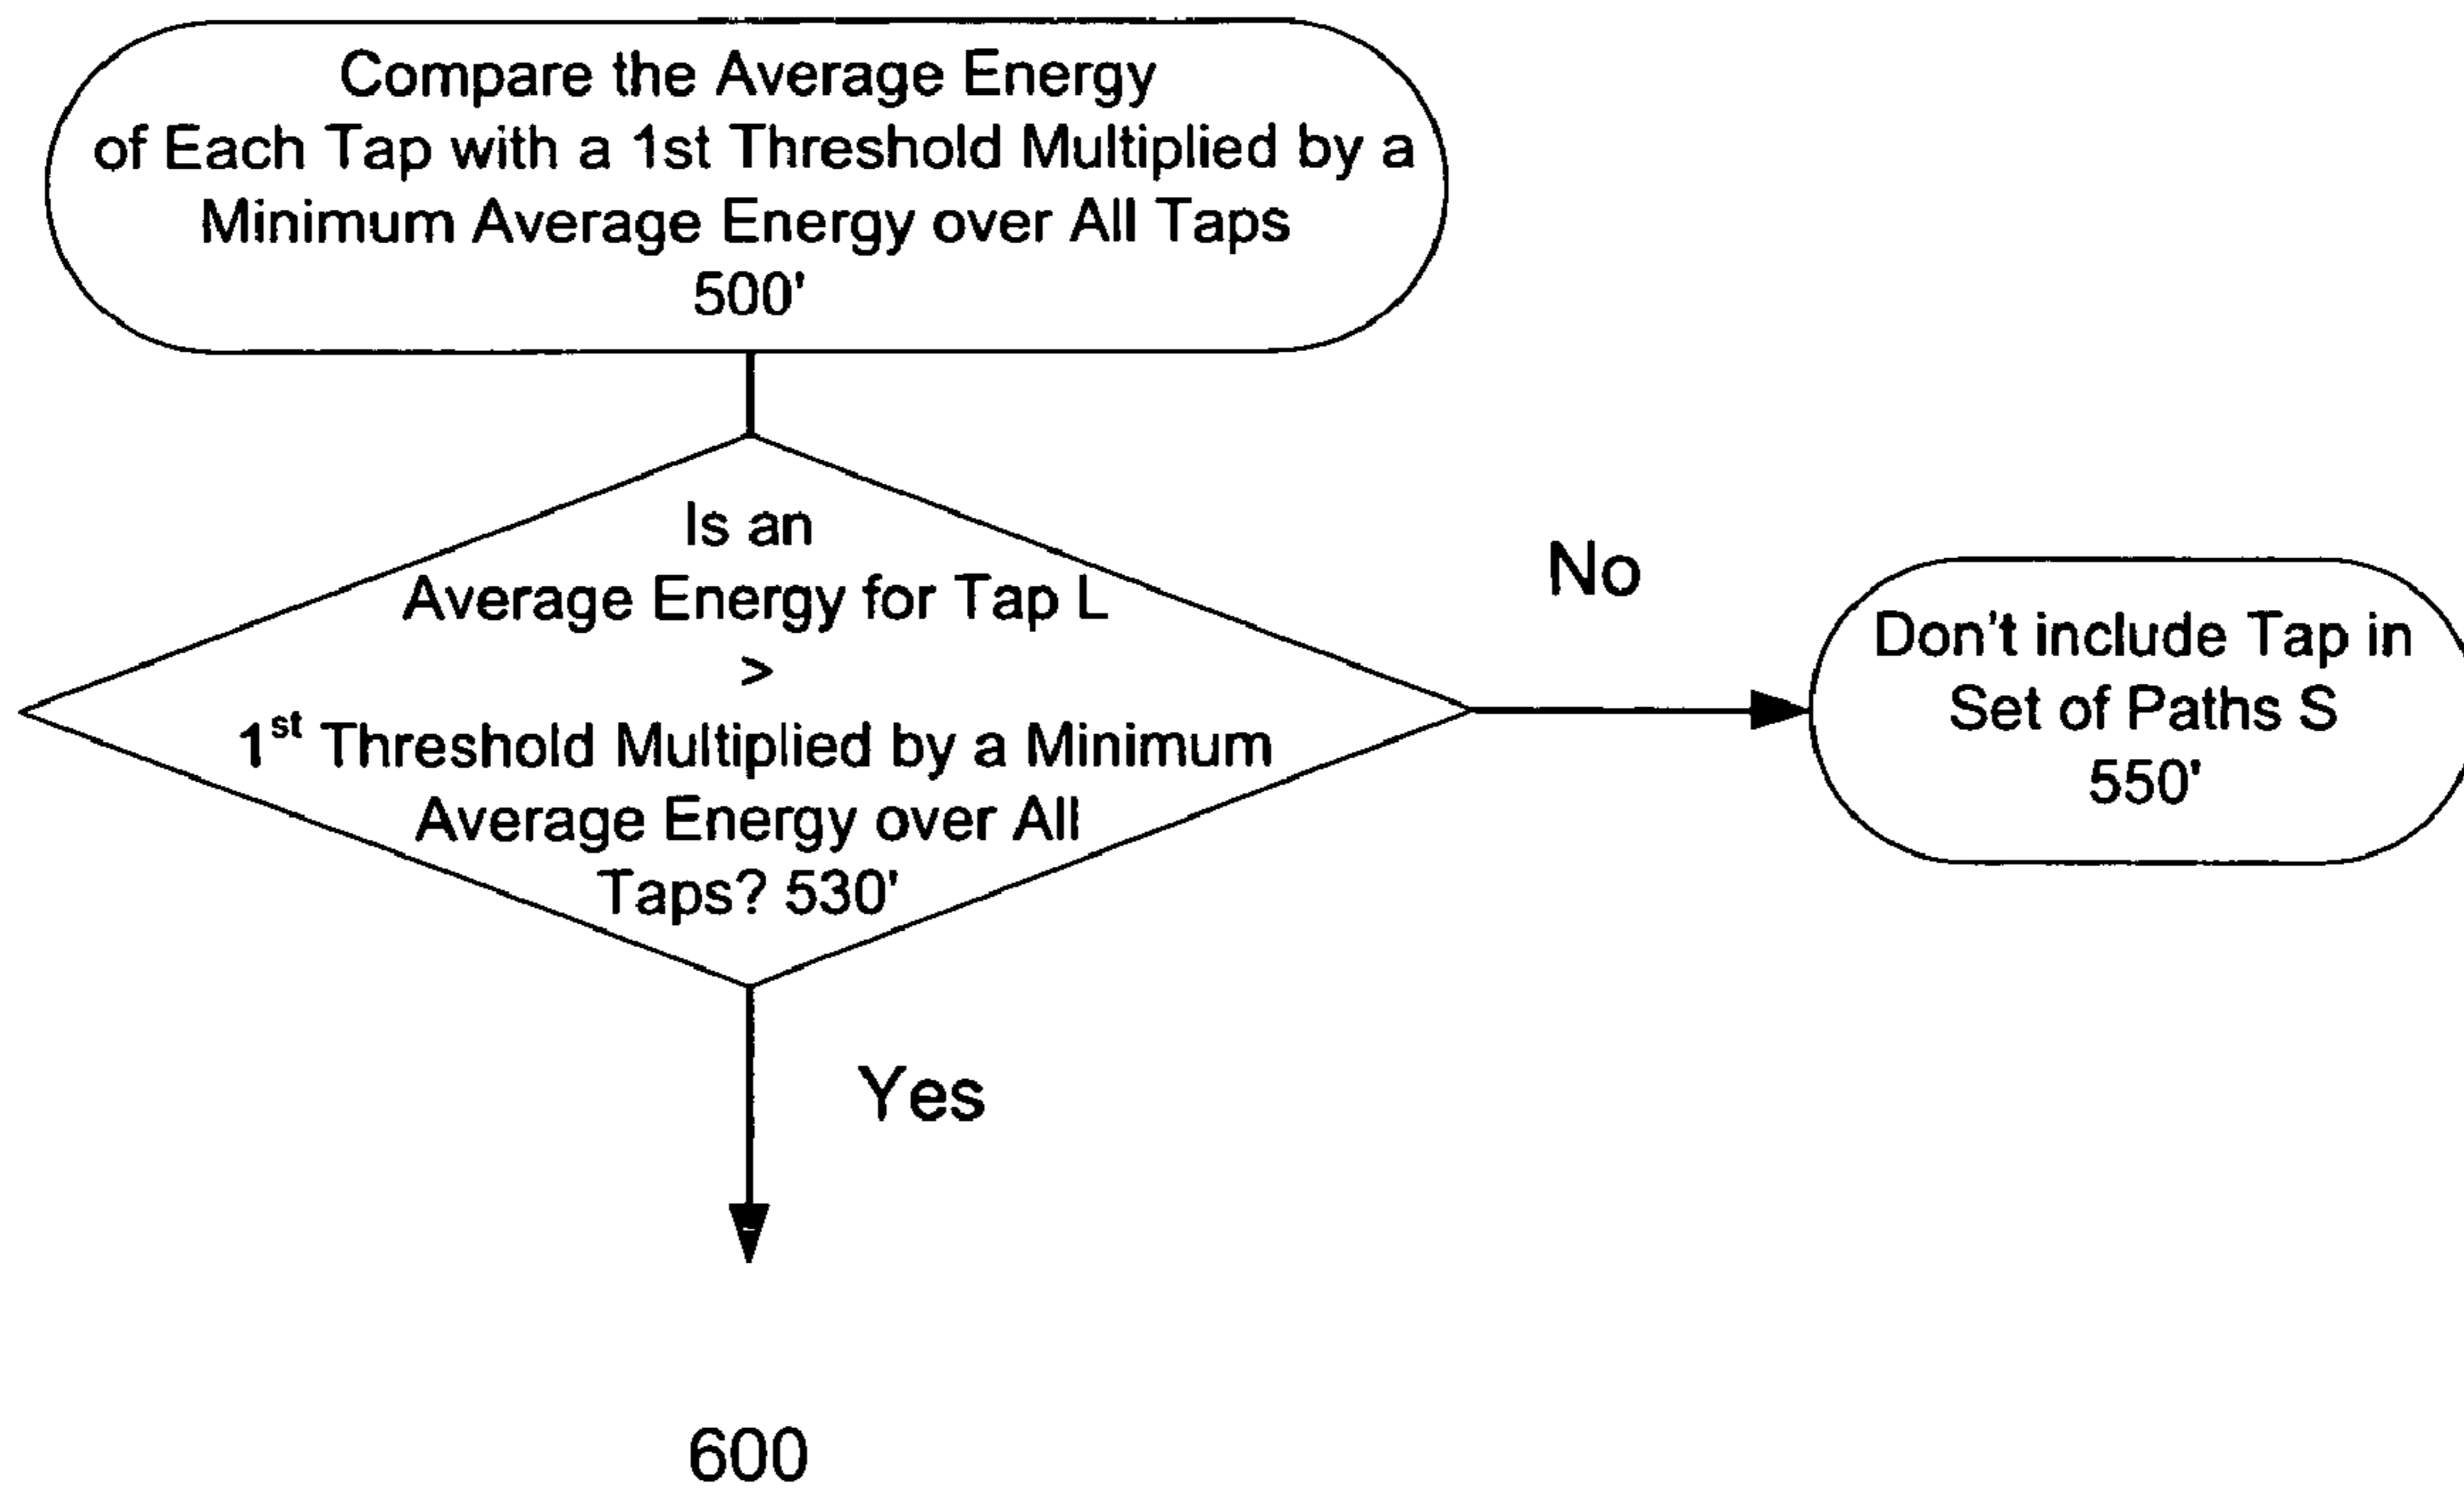 Compare the Average Energy
of Each Tap with a 1st Threshold Multiplied by a
Minimum Average Energy over All Taps
500'
Is an
Average Energy for Tap L
>
1st Threshold Multiplied by a Minimum
Average Energy over All
Taps? 530'
No
Don't include Tap in
Set of Paths S
550'
Yes
600